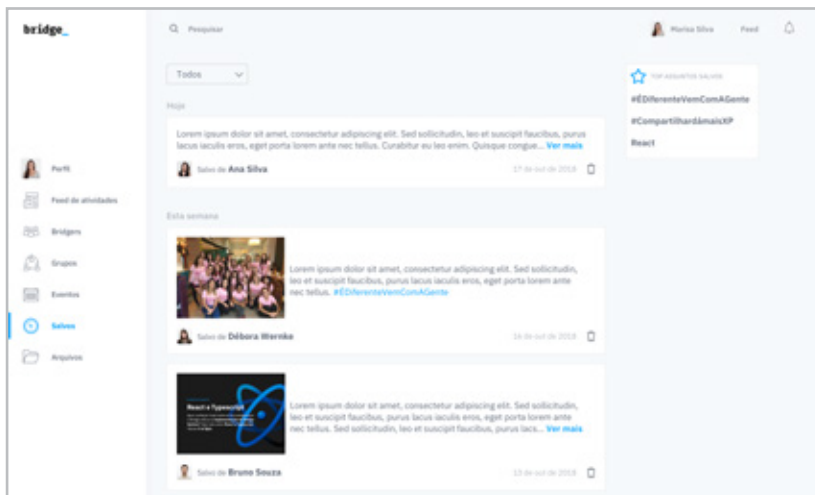 bridge_
Pesquisar
Marisa Silva
Feed
Todos
TOP ASSUNTOS SALVOS
#ÉDiferenteVemComAGente
#CompartilhardámaisXP
React
Hoje
Lorem ipsum dolor sit amet, consectetur adipiscing elit. Sed sollicitudin, leo et suscipit faucibus, purus
lacus iaculis eros, eget porta lorem ante nec tellus. Curabitur eu leo enim. Quisque congue... Ver mais
Salvo de Ana Silva
17 de out de 2018
Perfil
Feed de atividades
Bridgers
Grupos
Eventos
Salvos
Arquivos
Esta semana
Lorem ipsum dolor sit amet, consectetur adipiscing elit. Sed sollicitudin,
leo et suscipit faucibus, purus lacus iaculis eros, eget porta lorem ante
nec tellus. #ÉDiferenteVemComAGente
Salvo de Débora Wernke
16 de out de 2018
React e Typescript
Lorem ipsum dolor sit amet, consectetur adipiscing elit. Sed sollicitudin,
leo et suscipit faucibus, purus lacus iaculis eros, eget porta lorem ante
nec tellus. Sed sollicitudin, leo et suscipit faucibus, purus lacs... Ver mais
Salvo de Bruno Souza
13 de out de 2018